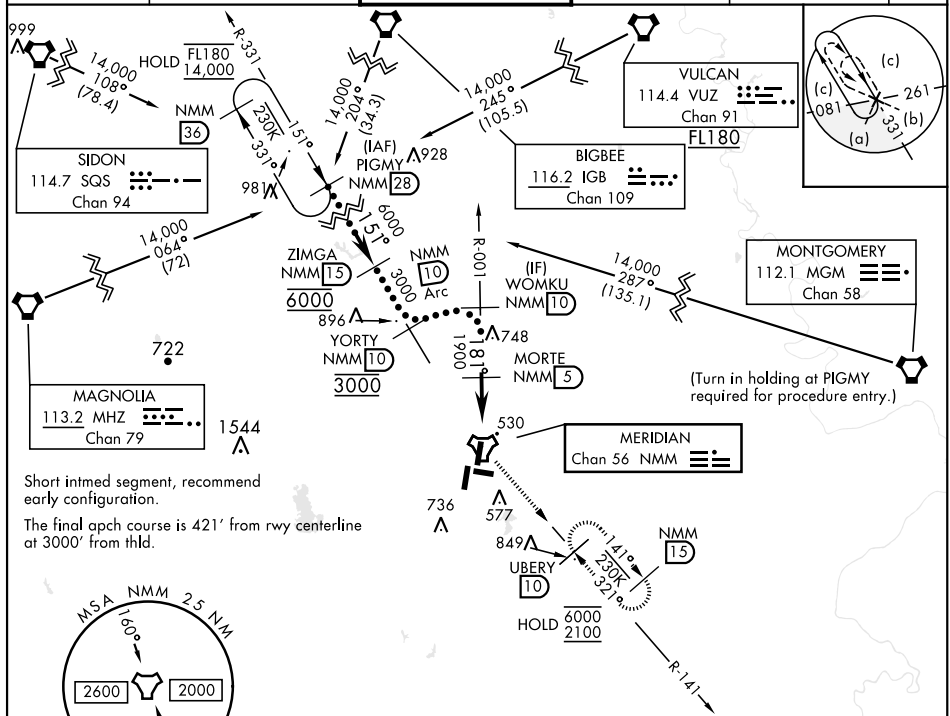 999
14,000
108°
(78.4)
HOLD
FL180
14,000
R-331
NMM
36
230K
151°
331°
14,000
204°
(34.3)
14,000
245°
(105.5)
VULCAN
114.4 VUZ
Chan 91
FL180
(c)
(c)
261
081
(a)
(b)
331
SIDON
114.7 SQS
Chan 94
981
(IAF)
PIGMY
NMM 28
928
BIGBEE
116.2 IGB
Chan 109
6000
151°
14,000
064°
(72)
ZIMGA
NMM 15
6000
3000
NMM
10
Arc
R-001
(IF)
WOMKU
NMM 10
14,000
287°
(135.1)
MONTGOMERY
112.1 MGM
Chan 58
896
YORTY
NMM 10
3000
748
181°
1900
MORTE
NMM 5
722
(Turn in holding at PIGMY
required for procedure entry.)
MAGNOLIA
113.2 MHZ
Chan 79
1544
530
MERIDIAN
Chan 56 NMM
Short intmed segment, recommend
early configuration.
The final apch course is 421' from rwy centerline
at 3000' from thld.
736
577
849
UBERY
10
141°
230K
321°
NMM
15
HOLD
6000
2100
R-141
MSA NMM 25 NM
160°
2600
2000